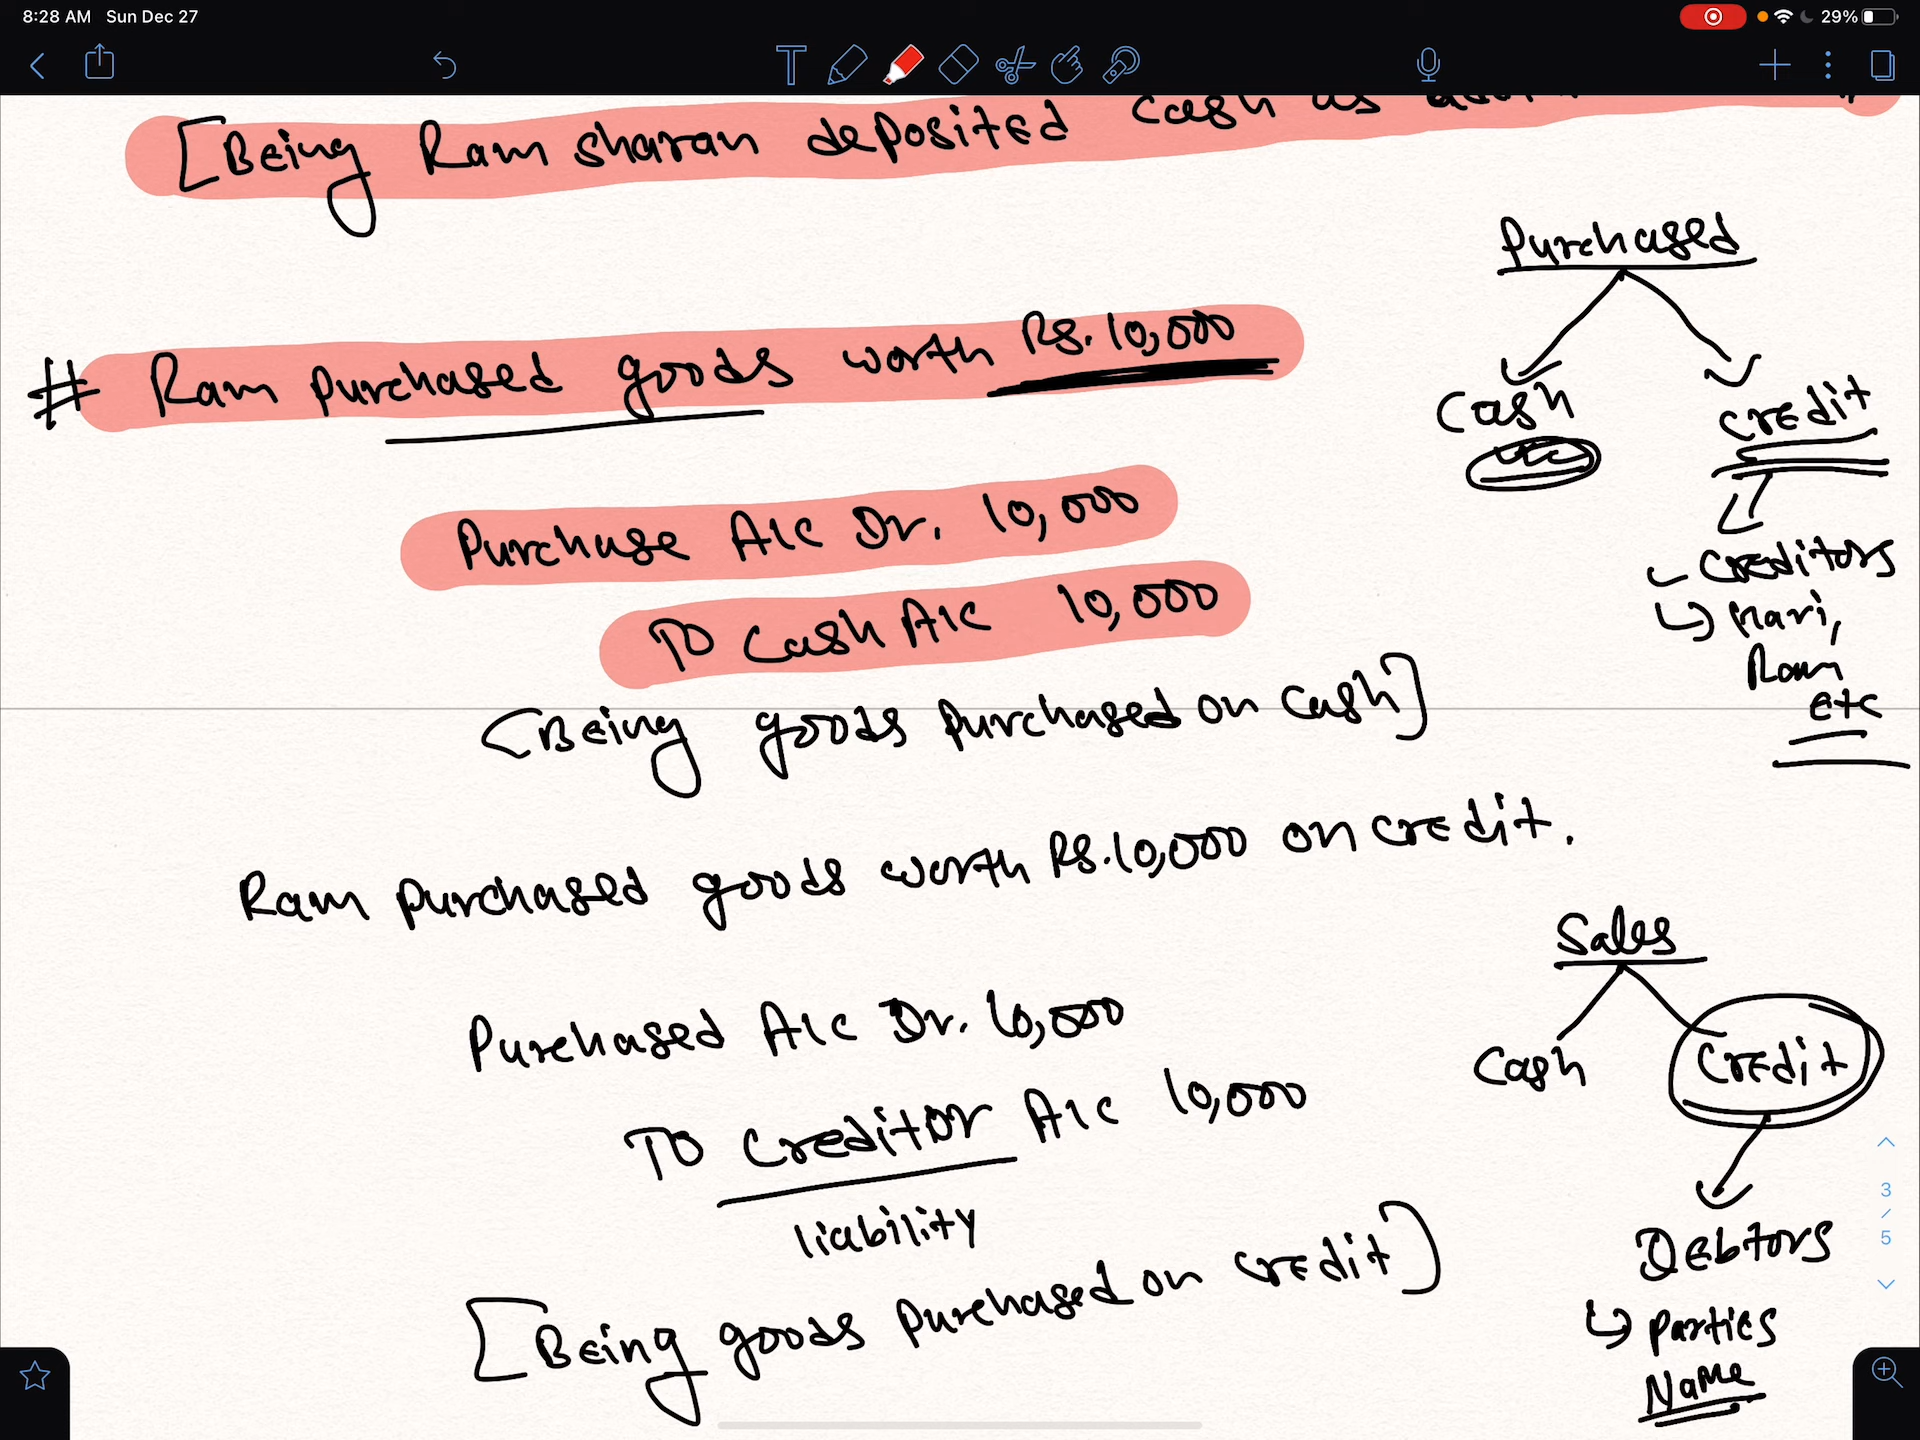 8:28 AM Sun Dec 27
29%
[Being Ram sharan deposited cash as
Purchased
# Ram purchased goods worth Rs. 10,000
Cash
credit
Purchase A/c Dr. 10,000
To Cash A/c 10,000
Creditors
Hari,
Ram
etc
[Being goods purchased on cash]
Ram purchased goods worth Rs.10,000 on credit.
Sales
Cash
Credit
Purchased A/c Dr. 10,000
To Creditor A/c 10,000
liability
Debtors
Parties
Name
[Being goods purchased on credit]
3
/
5